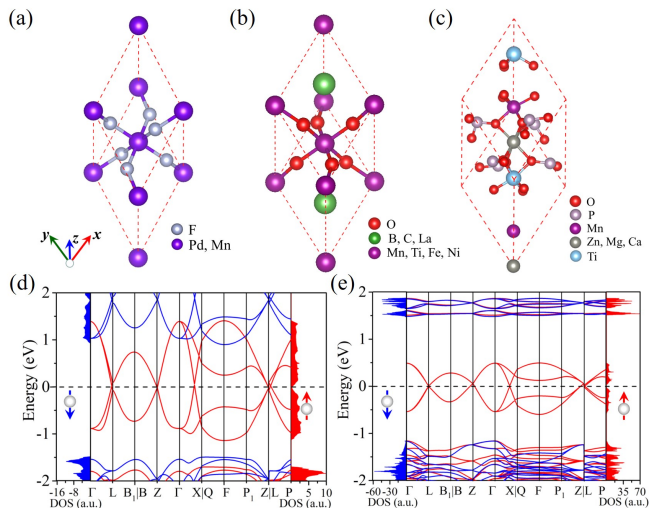 (a)
(b)
(c)
y z x
F
Pd, Mn
O
B, C, La
Mn, Ti, Fe, Ni
O
P
Mn
Zn, Mg, Ca
Ti
(d)
(e)
Energy (eV)
2
1
0
-1
-2
-16 -8 Γ L B₁|B Z Γ X|Q F P₁ Z|L P 5 10
DOS (a.u.) DOS (a.u.)
Energy (eV)
2
1
0
-1
-2
-60 -30 Γ L B₁|B Z Γ X|Q F P₁ Z|L P 35 70
DOS (a.u.) DOS (a.u.)